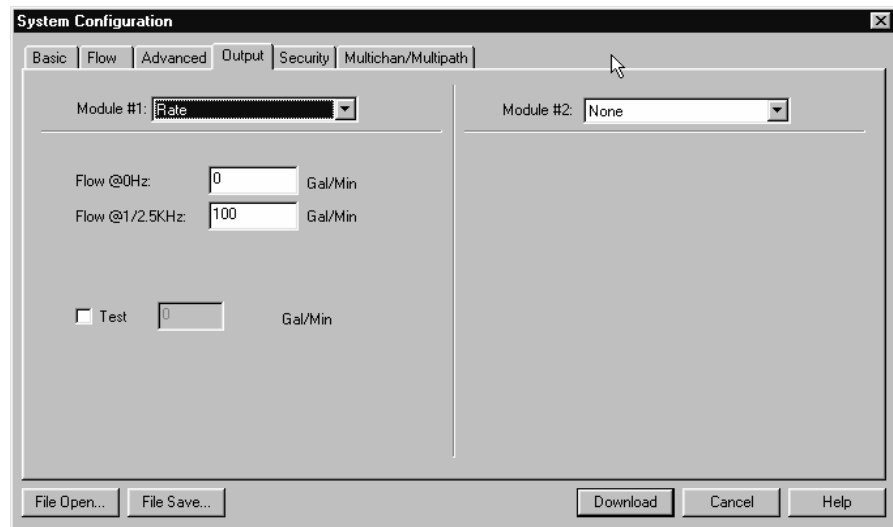 System Configuration
Basic Flow Advanced Output Security Multichan/Multipath
Module #1: Rate
Module #2: None
Flow @0Hz: 0 Gal/Min
Flow @1/2.5KHz: 100 Gal/Min
Test 0 Gal/Min
File Open... File Save... Download Cancel Help